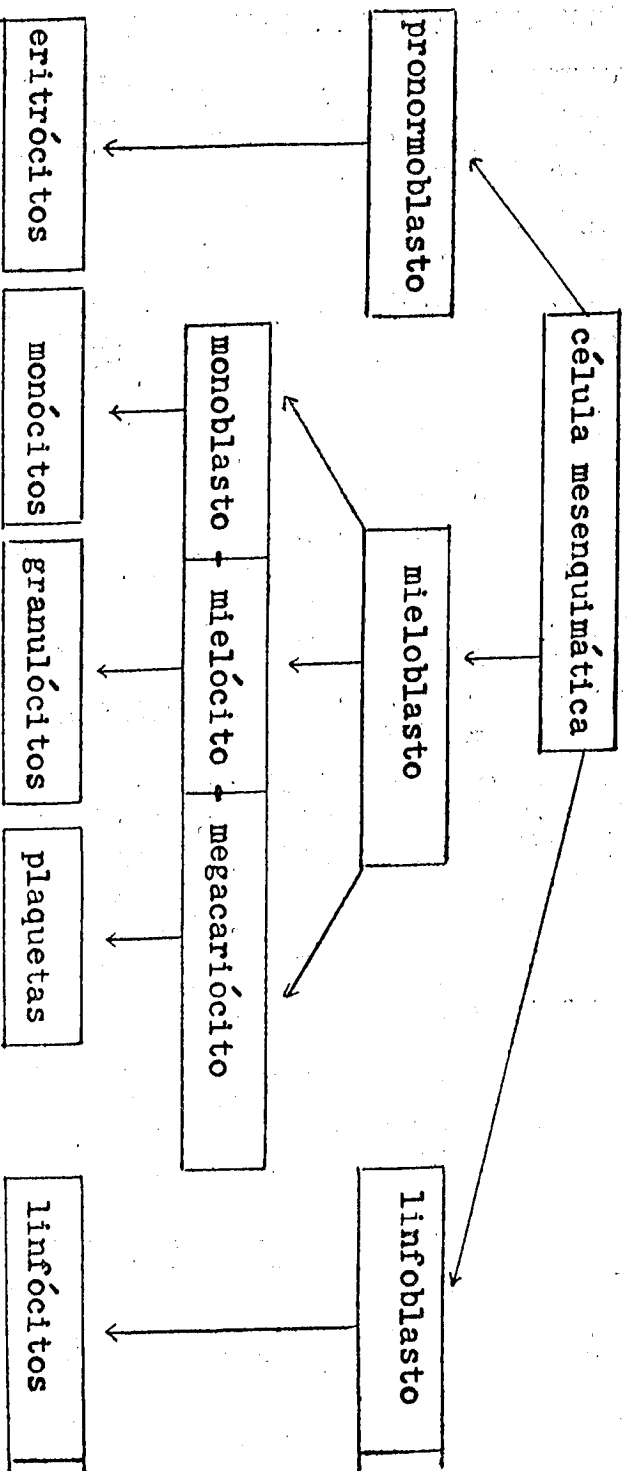 célula mesenquimática
pronormoblasto
mieloblasto
linfoblasto
monoblasto - mielócito - megacariócito
eritrócitos
monócitos
granulócitos
plaquetas
linfócitos